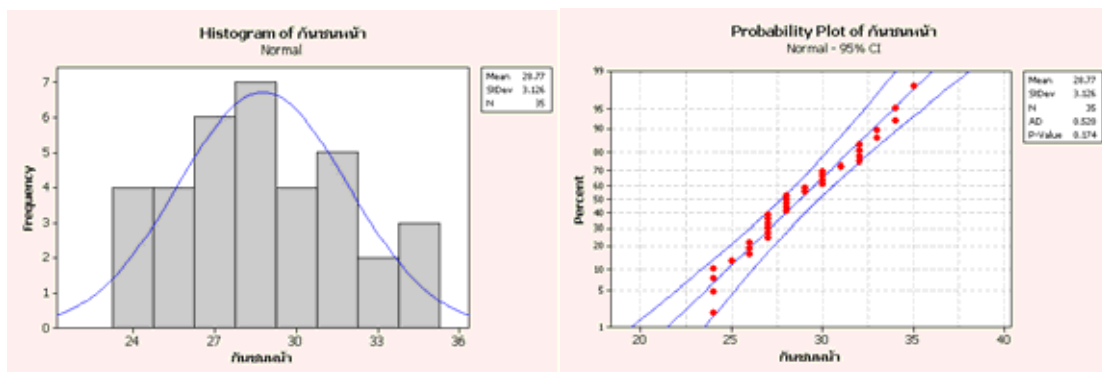 Histogram of กันชนหน้า
Normal
Mean 28.77
StDev 3.126
N 35
Frequency
7
6
5
4
3
2
1
0
24 27 30 33 36
กันชนหน้า
Probability Plot of กันชนหน้า
Normal - 95% CI
Mean 28.77
StDev 3.126
N 35
AD 0.528
P-Value 0.174
Percent
99
95
90
80
70
60
50
40
30
20
10
5
1
20 25 30 35 40
กันชนหน้า